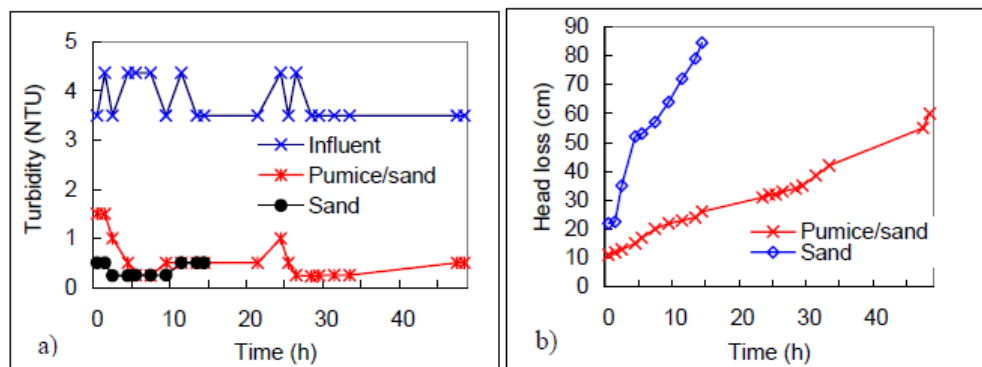 5
4
3
2
1
0
Turbidity (NTU)
Influent
Pumice/sand
Sand
0 10 20 30 40
Time (h)
a)
90
80
70
60
50
40
30
20
10
0
Head loss (cm)
Pumice/sand
Sand
0 10 20 30 40
Time (h)
b)